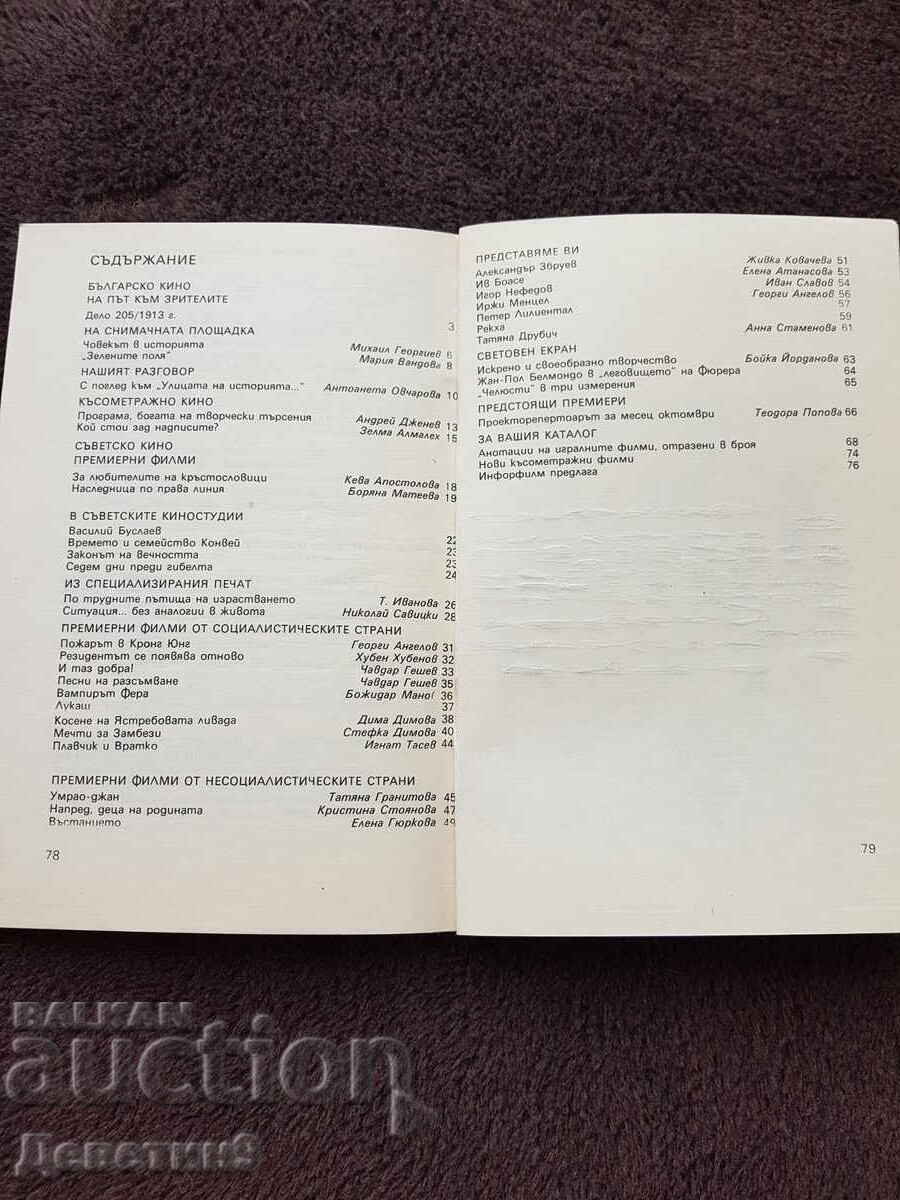 СЪДЪРЖАНИЕ
БЪЛГАРСКО КИНО
НА ПЪТ КЪМ ЗРИТЕЛИТЕ
Дело 205/1913 г. 3
НА СНИМАЧНАТА ПЛОЩАДКА
Човекът в историята Михаил Георгиев 6
„Зелените поля" Мария Вандова 8
НАШИЯТ РАЗГОВОР
С поглед към „Улицата на историята..." Антоанета Овчарова 10
КЪСОМЕТРАЖНО КИНО
Програма, богата на творчески търсения Андрей Дженев 13
Кой стои зад надписите? Зелма Алмалех 15
СЪВЕТСКО КИНО
ПРЕМИЕРНИ ФИЛМИ
За любителите на кръстословици Кева Апостолова 18
Наследница по права линия Боряна Матеева 19
В СЪВЕТСКИТЕ КИНОСТУДИИ
Василий Буслаев 22
Времето и семейство Конвей 23
Законът на вечността 23
Седем дни преди гибелта 24
ИЗ СПЕЦИАЛИЗИРАНИЯ ПЕЧАТ
По трудните пътища на израстването Т. Иванова 26
Ситуация... без аналогии в живота Николай Савицки 28
ПРЕМИЕРНИ ФИЛМИ ОТ СОЦИАЛИСТИЧЕСКИТЕ СТРАНИ
Пожарът в Кронг Юнг Георги Ангелов 31
Резидентът се появява отново Хубен Хубенов 32
И таз добра! Чавдар Гешев 33
Песни на разсъмване Чавдар Гешев 35
Вампирът Фера Божидар Манов 36
Лукаш 37
Косене на Ястребовата ливада Дима Димова 38
Мечти за Замбези Стефка Димова 40
Плавчик и Вратко Игнат Тасев 44
ПРЕМИЕРНИ ФИЛМИ ОТ НЕСОЦИАЛИСТИЧЕСКИТЕ СТРАНИ
Умрао-джан Татяна Гранитова 45
Напред, деца на родината Кристина Стоянова 47
Въстанието Елена Гюркова 49
78
ПРЕДСТАВЯМЕ ВИ
Александър Збруев Живка Ковачева 51
Ив Боасе Елена Атанасова 53
Игор Нефедов Иван Славов 54
Иржи Менцел Георги Ангелов 56
Петер Лилиентал 57
Рекха 59
Татяна Друбич Анна Стаменова 61
СВЕТОВЕН ЕКРАН
Искрено и своеобразно творчество Бойка Йорданова 63
Жан-Пол Белмондо в „леговището" на Фюрера 64
„Челюсти" в три измерения 65
ПРЕДСТОЯЩИ ПРЕМИЕРИ
Проекторепертоарът за месец октомври Теодора Попова 66
ЗА ВАШИЯ КАТАЛОГ
Анотации на игралните филми, отразени в броя 68
Нови късометражни филми 74
Инфорфилм предлага 76
79
BALKAN
auction
Деветин9